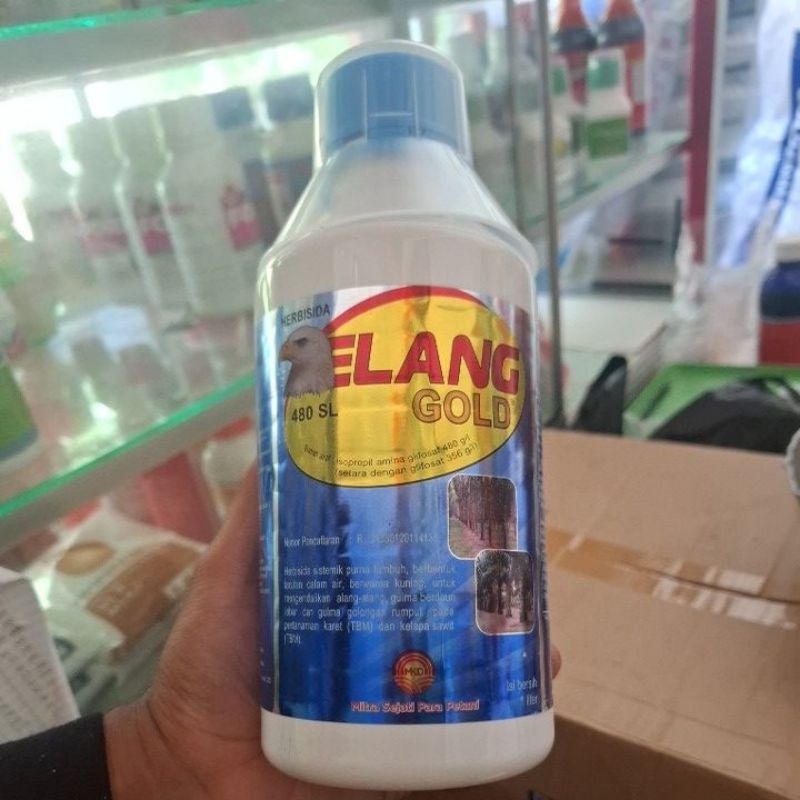 HERBISIDA
ELANG
GOLD
480 SL
isopropil amina glifosat 480 g/l
(setara dengan glifosat 356 g/l)
Nomor Pendaftaran : R
Herbisida sistemik purna tumbuh, berbentuk
larutan dalam air, berwarna kuning, untuk
mengendalikan alang-alang, gulma berdaun
lebar dan gulma golongan rumput pada
pertanaman karet (TBM) dan kelapa sawit
(TBM).
MKD
Mitra Sejati Para Petani
Isi bersih
liter